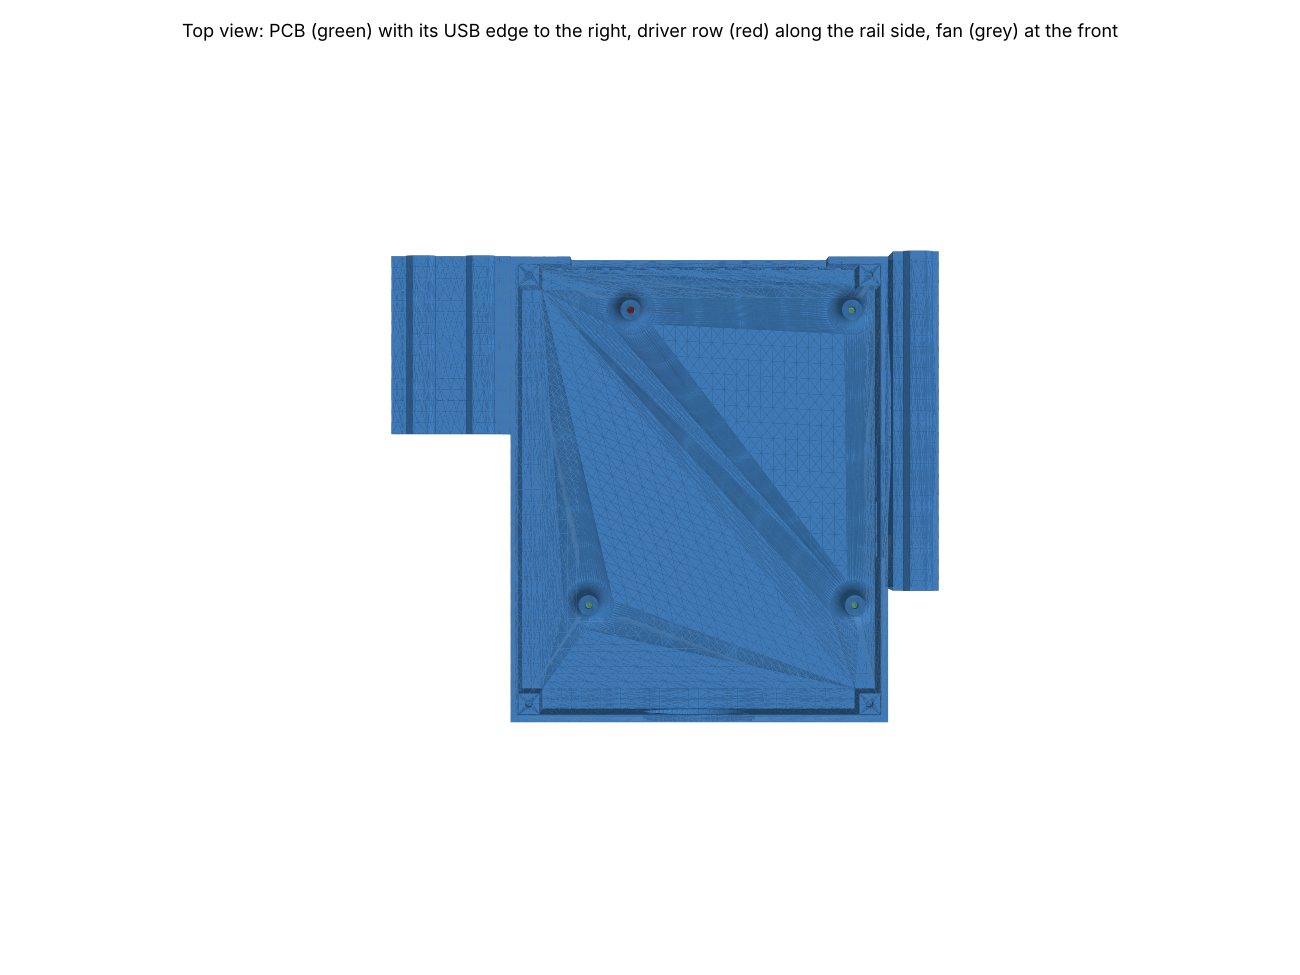 Top view: PCB (green) with its USB edge to the right, driver row (red) along the rail side, fan (grey) at the front